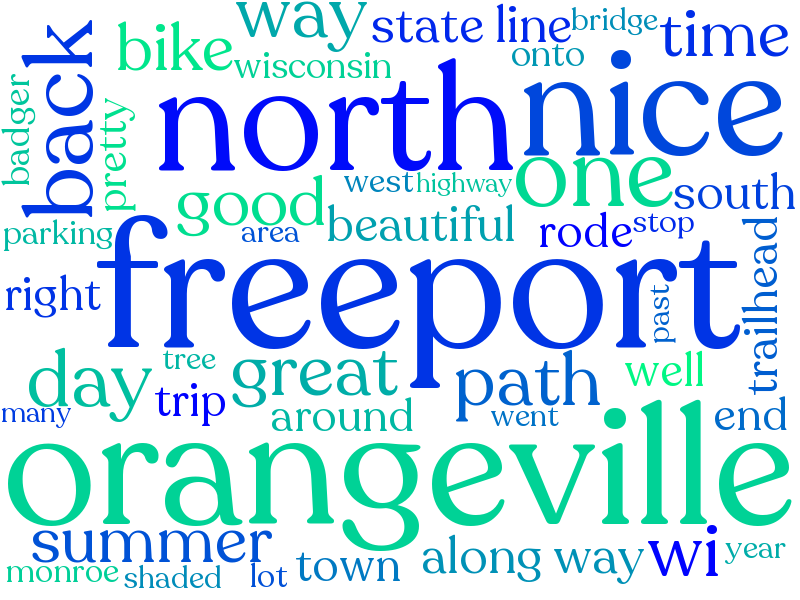 way
state line
bridge
time
bike
onto
back
wisconsin
badger
pretty
north
nice
west
highway
one
good
south
parking
area
beautiful
rode
stop
freeport
right
past
trailhead
day
tree
great
path
well
trip
many
around
went
end
orangeville
summer
along way
wi
year
monroe
shaded
lot
town